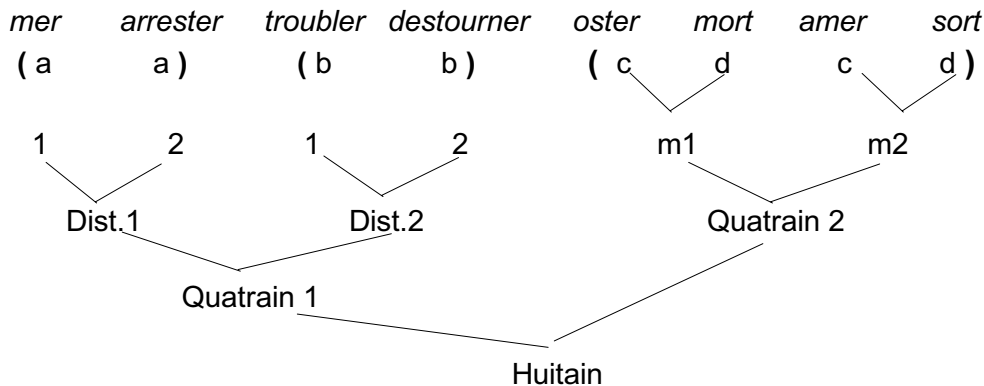 mer arrester troubler destourner oster mort amer sort
( a a ) ( b b ) ( c d c d )
1 2 1 2 m1 m2
Dist.1 Dist.2 Quatrain 2
Quatrain 1
Huitain